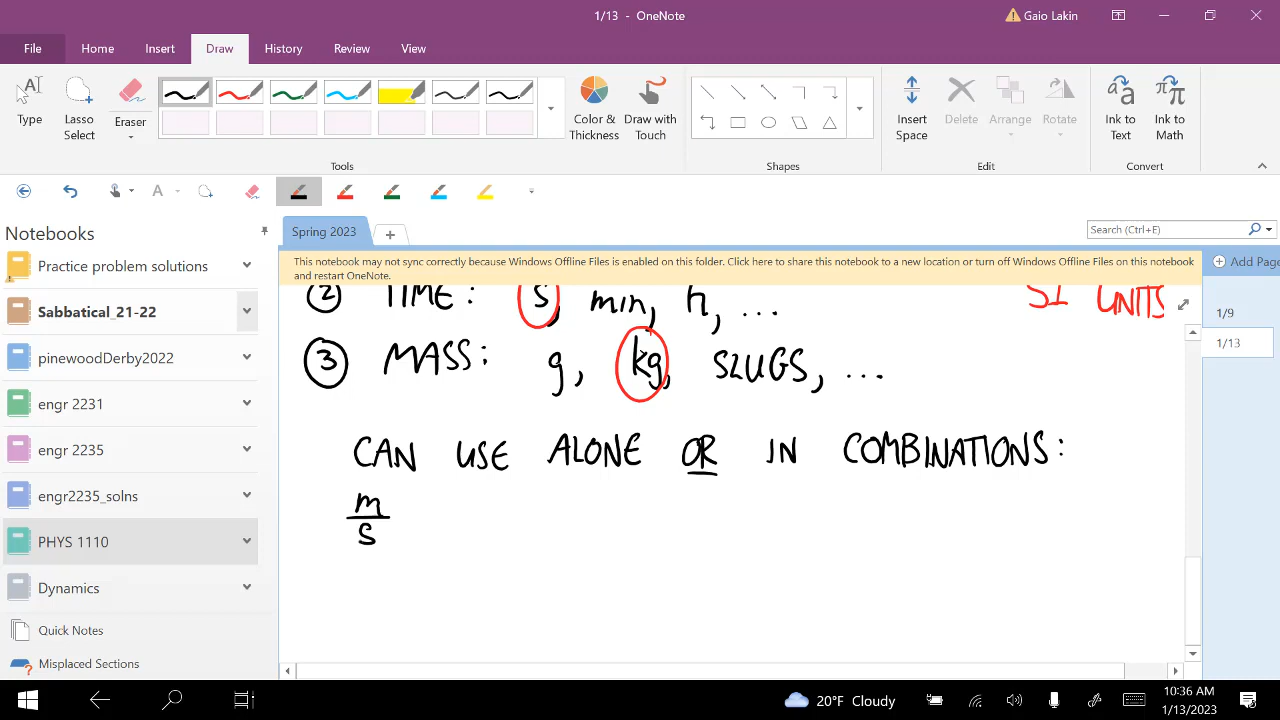 1/13 - OneNote
Gaio Lakin
File Home Insert Draw History Review View
Type
Lasso Select
Eraser
Color & Thickness
Draw with Touch
Insert Space
Delete
Arrange
Rotate
Ink to Text
Ink to Math
Tools
Shapes
Edit
Convert
A
Notebooks
Spring 2023
Search (Ctrl+E)
This notebook may not sync correctly because Windows Offline Files is enabled on this folder. Click here to share this notebook to a new location or turn off Windows Offline Files on this notebook
and restart OneNote.
Add Page
1/9
1/13
Practice problem solutions
Sabbatical_21-22
pinewoodDerby2022
engr 2231
engr 2235
engr2235_solns
PHYS 1110
Dynamics
Quick Notes
Misplaced Sections
② TIME: s, min, h, ...
SI UNITS
③ MASS: g, kg, SLUGS, ...
CAN USE ALONE OR IN COMBINATIONS:
m
s
20°F Cloudy
10:36 AM
1/13/2023